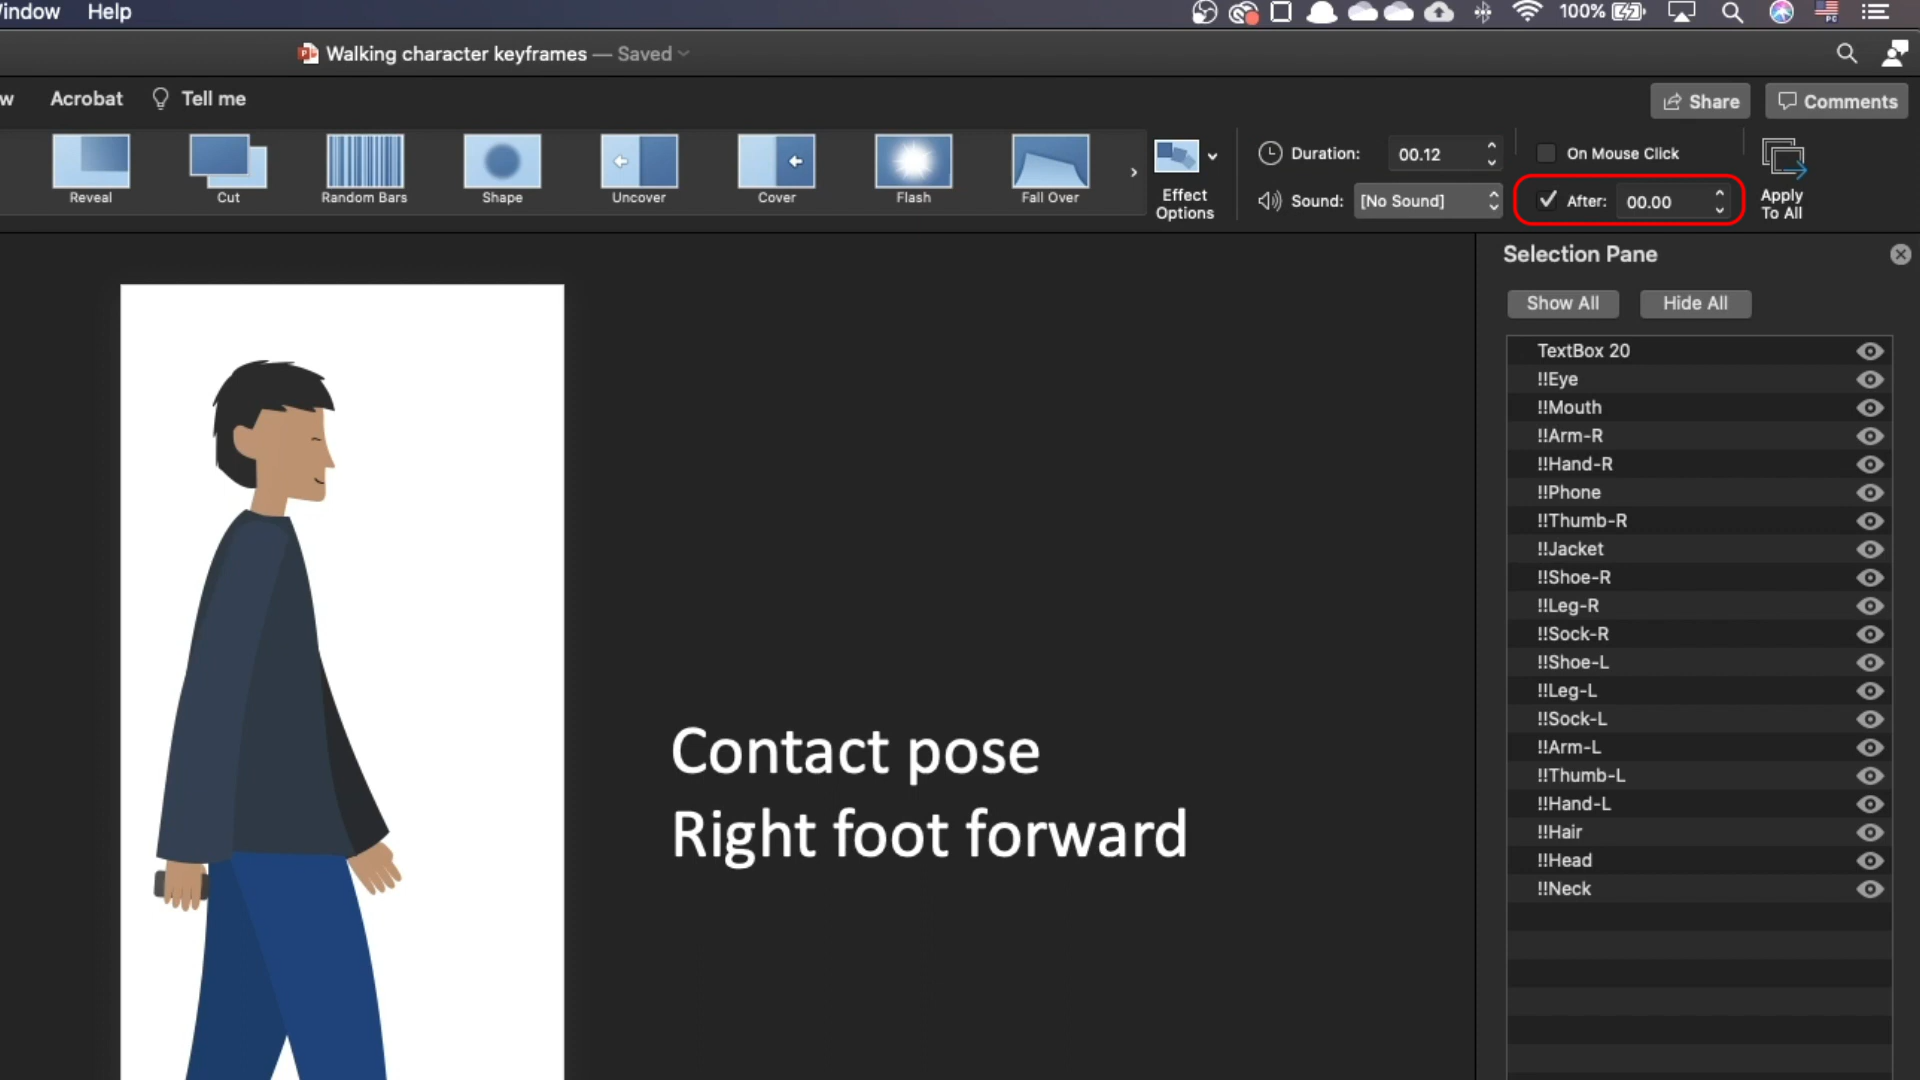 Window Help
100%
PC
Walking character keyframes — Saved
w Acrobat Tell me
Share
Comments
Reveal
Cut
Random Bars
Shape
Uncover
Cover
Flash
Fall Over
Effect
Options
Duration: 00.12
Sound: [No Sound]
On Mouse Click
After: 00.00
Apply
To All
Selection Pane
Show All Hide All
TextBox 20
!!Eye
!!Mouth
!!Arm-R
!!Hand-R
!!Phone
!!Thumb-R
!!Jacket
!!Shoe-R
!!Leg-R
!!Sock-R
!!Shoe-L
!!Leg-L
!!Sock-L
!!Arm-L
!!Thumb-L
!!Hand-L
!!Hair
!!Head
!!Neck
Contact pose
Right foot forward